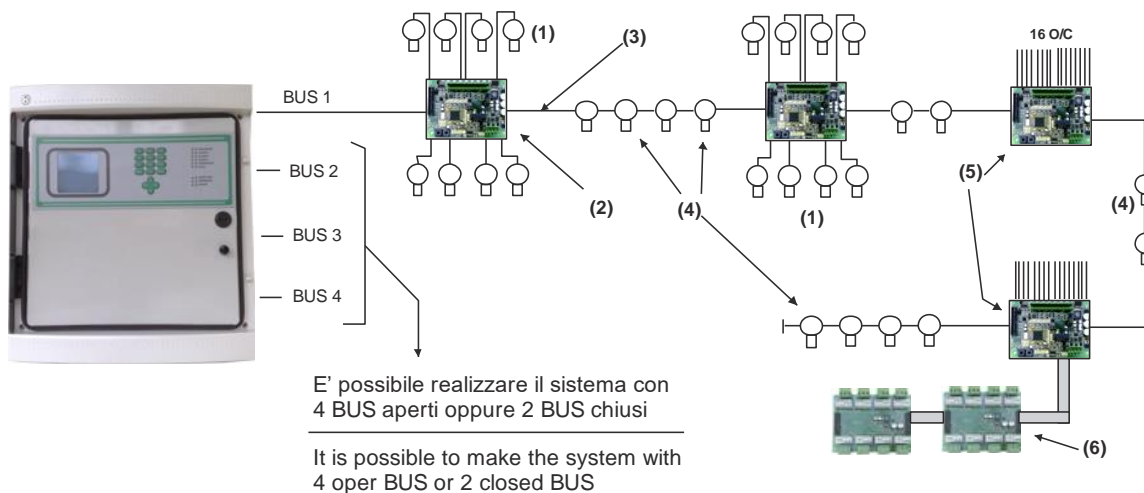 16 O/C
(1)
(3)
BUS 1
BUS 2
(5)
(4)
(2)
(4)
(1)
BUS 3
BUS 4
E' possibile realizzare il sistema con
4 BUS aperti oppure 2 BUS chiusi
(6)
It is possible to make the system with
4 oper BUS or 2 closed BUS